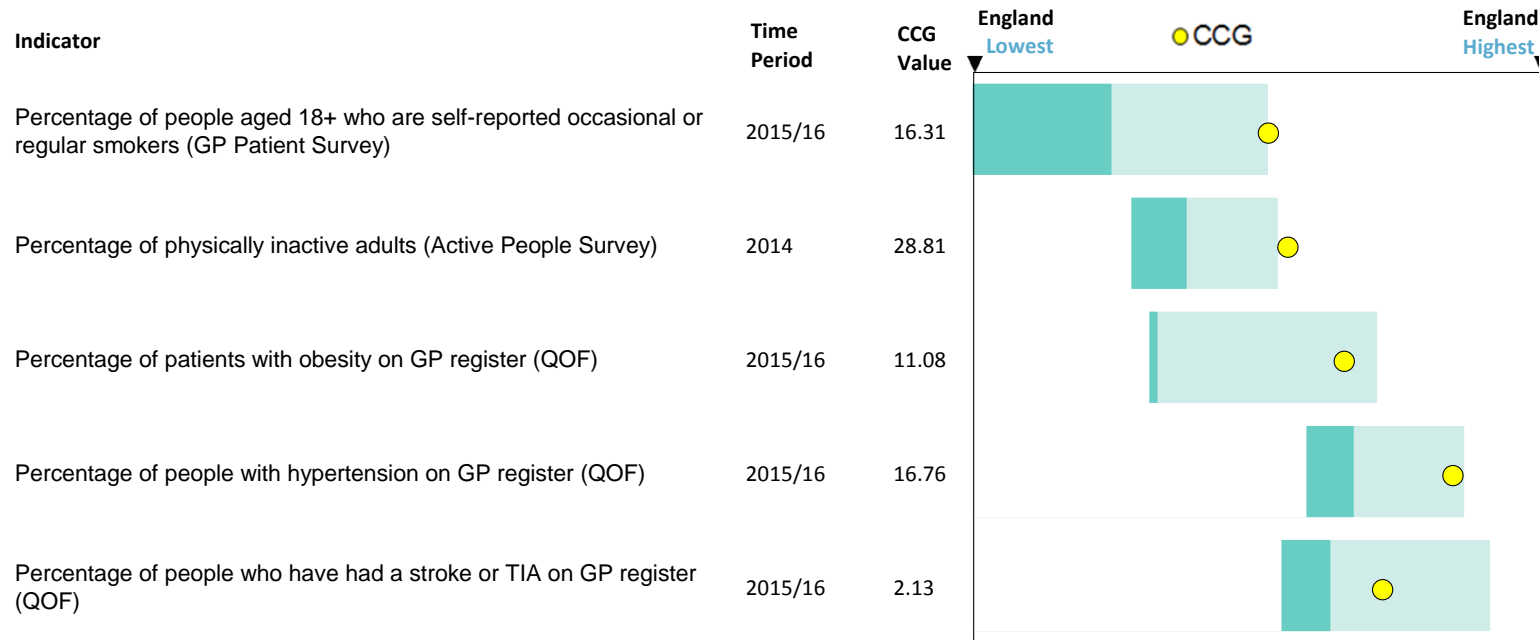 Indicator
Time
Period
CCG
Value
England
Lowest
CCG
England
Highest
Percentage of people aged 18+ who are self-reported occasional or
regular smokers (GP Patient Survey)
2015/16
16.31
Percentage of physically inactive adults (Active People Survey)
2014
28.81
Percentage of patients with obesity on GP register (QOF)
2015/16
11.08
Percentage of people with hypertension on GP register (QOF)
2015/16
16.76
Percentage of people who have had a stroke or TIA on GP register
(QOF)
2015/16
2.13